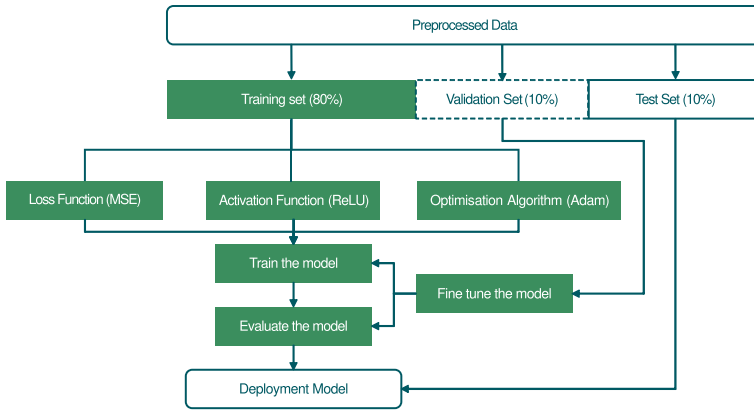 Preprocessed Data
Training set (80%)
Validation Set (10%)
Test Set (10%)
Loss Function (MSE)
Activation Function (ReLU)
Optimisation Algorithm (Adam)
Train the model
Fine tune the model
Evaluate the model
Deployment Model